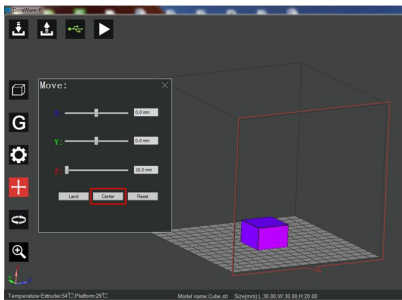 DoraWare-P
Move:
X:
0.0 mm
Y:
0.0 mm
Z:
10.0 mm
Land
Center
Reset
G
Temperature Extruder:54℃;Platform:29℃
Model name:Cube.stl
Size(mm):L:30.00,W:30.00,H:20.00